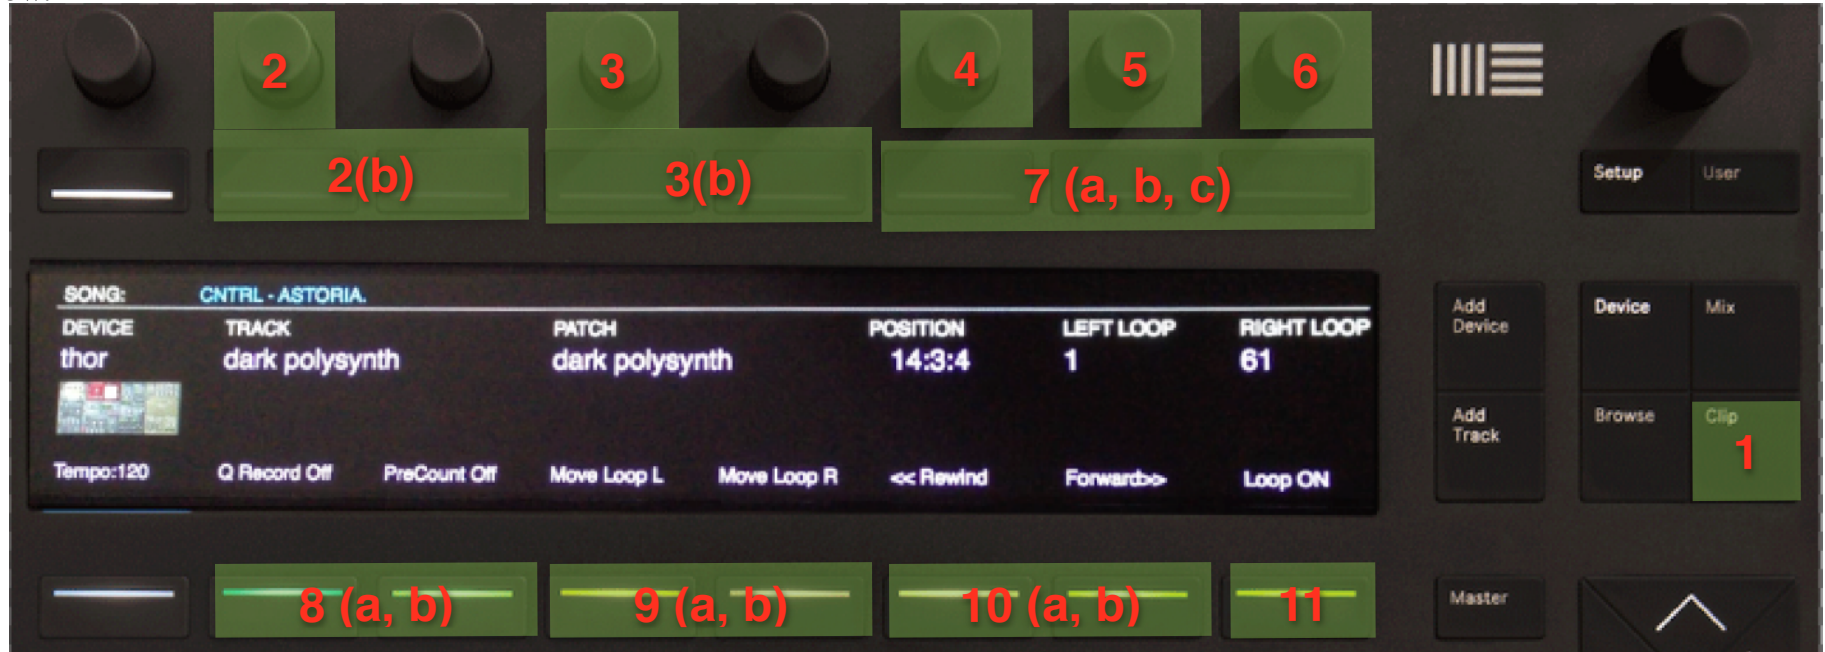 2
3
4
5
6
2(b)
3(b)
7 (a, b, c)
Setup
User
SONG: CNTRL - ASTORIA.
DEVICE TRACK PATCH POSITION LEFT LOOP RIGHT LOOP
thor dark polysynth dark polysynth 14:3:4 1 61
Add
Device
Device
Mix
Add
Track
Browse
Clip
1
Tempo:120 Q Record Off PreCount Off Move Loop L Move Loop R << Rewind Forward>> Loop ON
8 (a, b)
9 (a, b)
10 (a, b)
11
Master